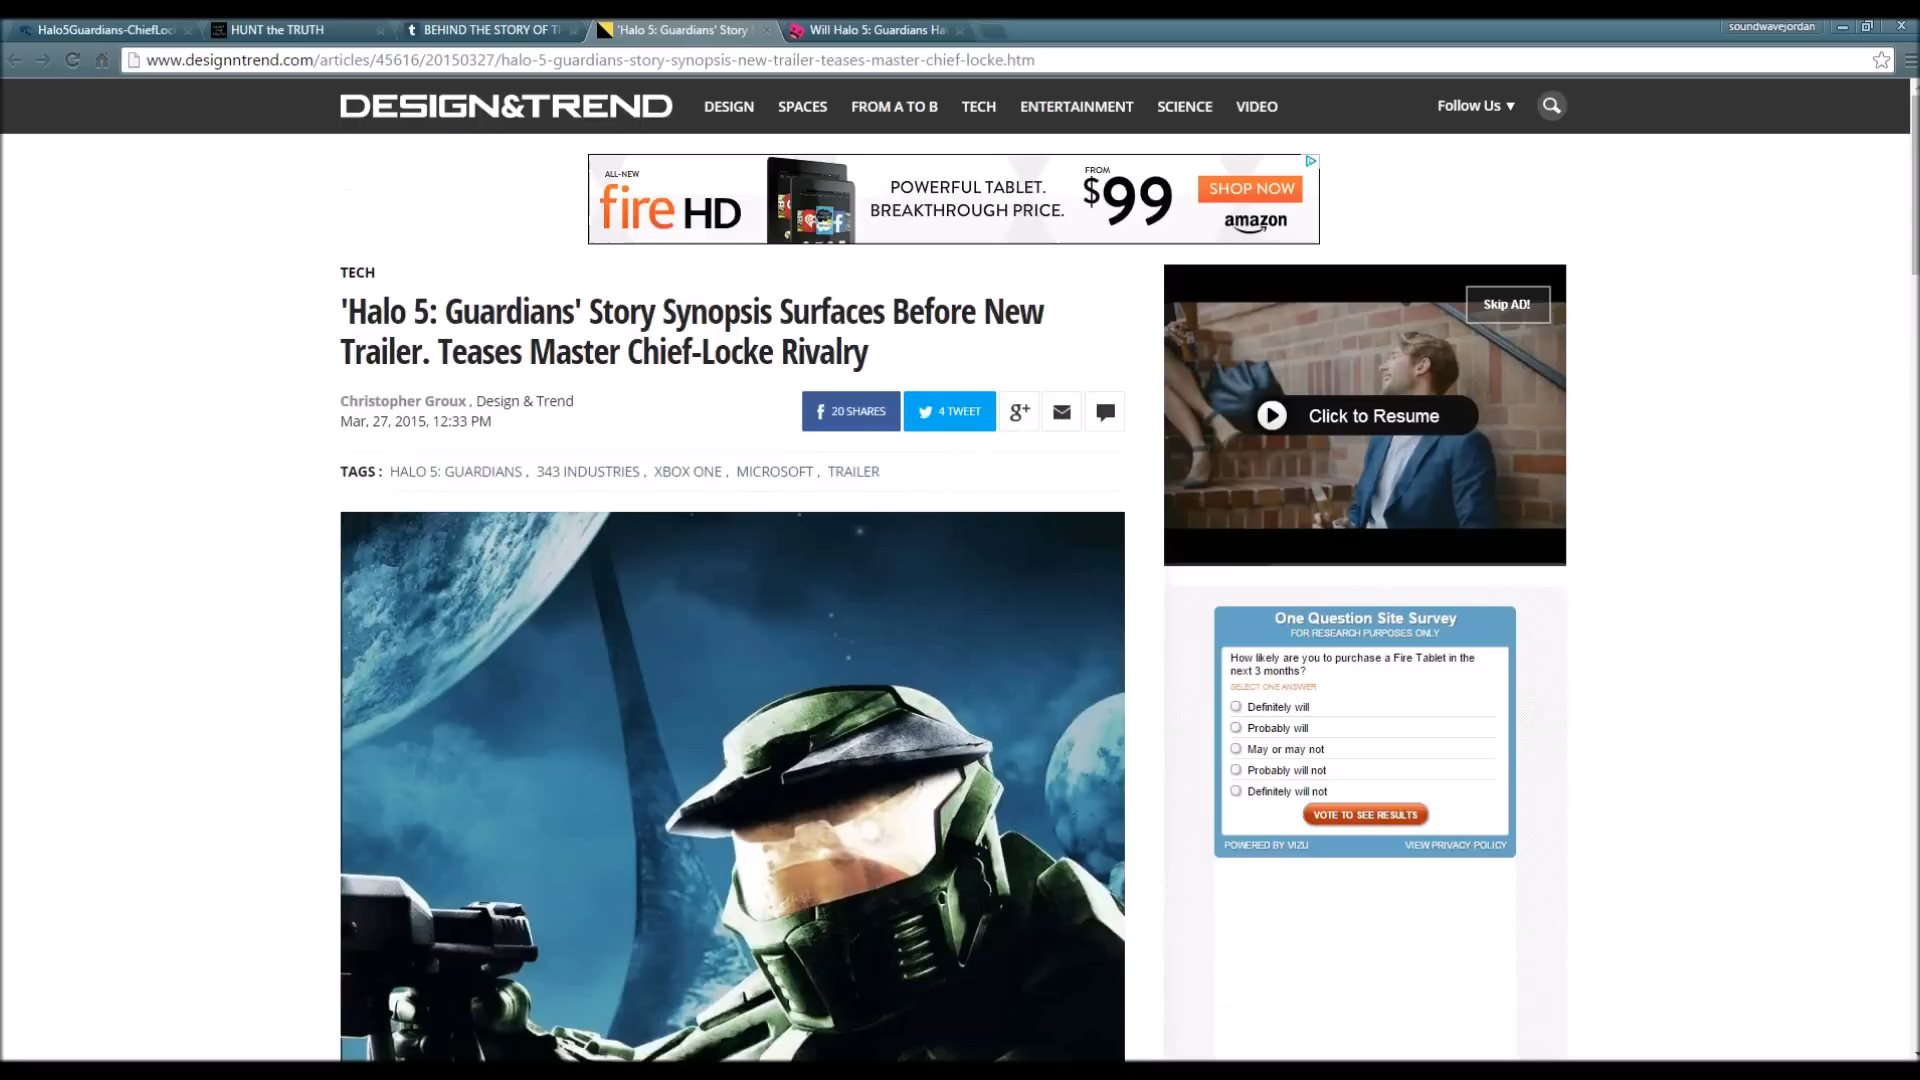 Halo5Guardians-ChiefLoc
HUNT the TRUTH
BEHIND THE STORY OF T
'Halo 5: Guardians' Story
Will Halo 5: Guardians Ha
soundwavejordan
www.designntrend.com/articles/45616/20150327/halo-5-guardians-story-synopsis-new-trailer-teases-master-chief-locke.htm
DESIGN&TREND
DESIGN SPACES FROM A TO B TECH ENTERTAINMENT SCIENCE VIDEO
Follow Us ▼
ALL-NEW
fire HD
POWERFUL TABLET.
BREAKTHROUGH PRICE.
FROM
$99
SHOP NOW
amazon
TECH
'Halo 5: Guardians' Story Synopsis Surfaces Before New
Trailer. Teases Master Chief-Locke Rivalry
Christopher Groux , Design & Trend
Mar, 27, 2015, 12:33 PM
20 SHARES
4 TWEET
g+
TAGS : HALO 5: GUARDIANS , 343 INDUSTRIES , XBOX ONE , MICROSOFT , TRAILER
Skip AD!
Click to Resume
One Question Site Survey
FOR RESEARCH PURPOSES ONLY
How likely are you to purchase a Fire Tablet in the
next 3 months?
SELECT ONE ANSWER
Definitely will
Probably will
May or may not
Probably will not
Definitely will not
VOTE TO SEE RESULTS
POWERED BY VIZU
VIEW PRIVACY POLICY